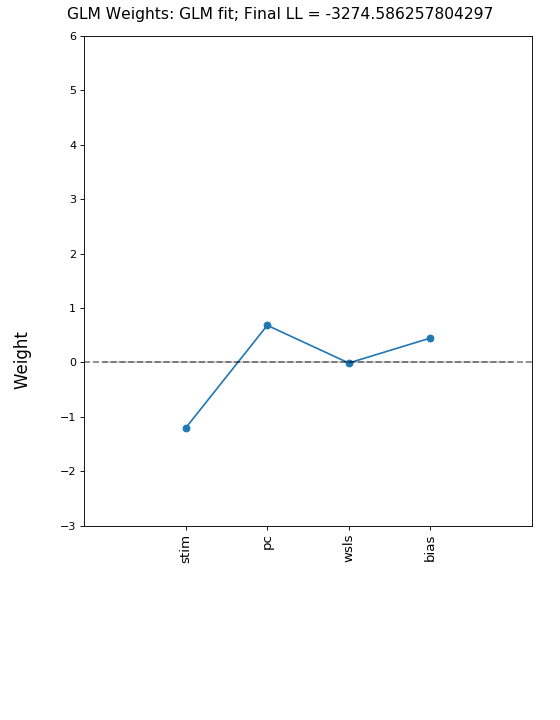 GLM Weights: GLM fit; Final LL = -3274.586257804297
6
5
4
3
2
1
0
−1
−2
−3
Weight
stim
pc
wsls
bias